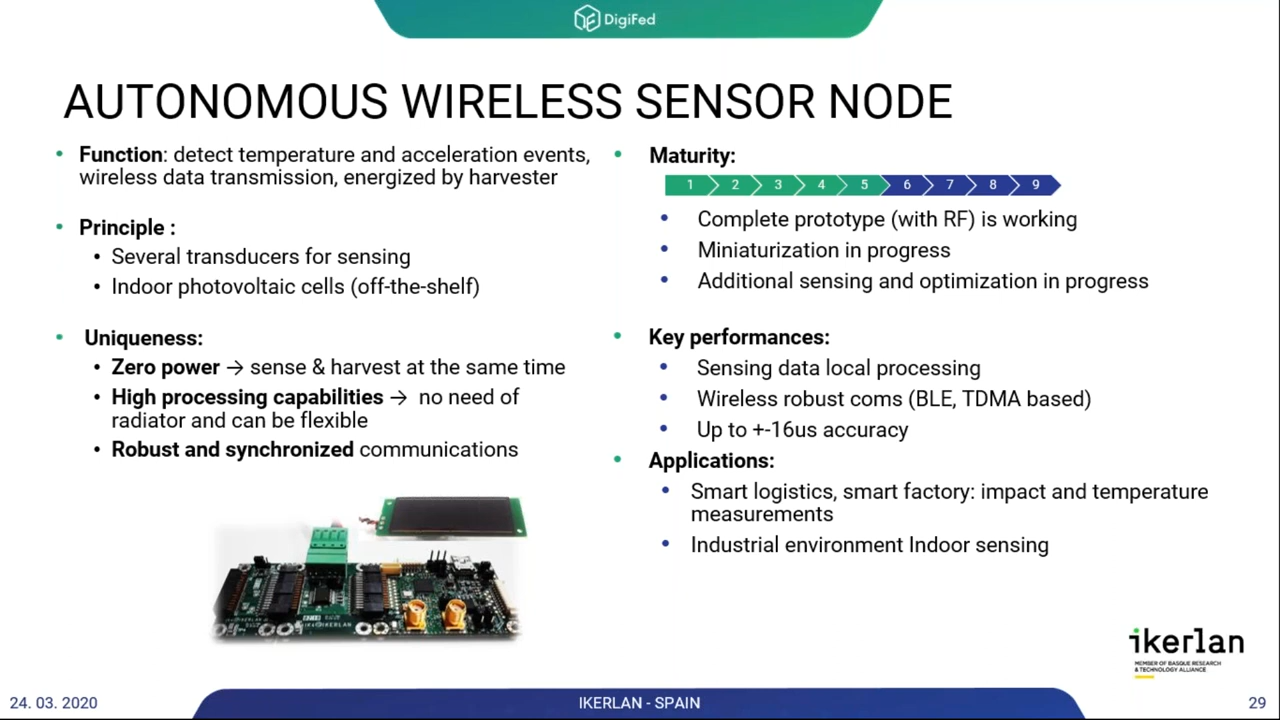 DigiFed
AUTONOMOUS WIRELESS SENSOR NODE
• Function: detect temperature and acceleration events,
wireless data transmission, energized by harvester
• Principle :
• Several transducers for sensing
• Indoor photovoltaic cells (off-the-shelf)
• Uniqueness:
• Zero power → sense & harvest at the same time
• High processing capabilities → no need of
radiator and can be flexible
• Robust and synchronized communications
• Maturity:
1 2 3 4 5 6 7 8 9
• Complete prototype (with RF) is working
• Miniaturization in progress
• Additional sensing and optimization in progress
• Key performances:
• Sensing data local processing
• Wireless robust coms (BLE, TDMA based)
• Up to +-16us accuracy
• Applications:
• Smart logistics, smart factory: impact and temperature
measurements
• Industrial environment Indoor sensing
IKERLAN
ikerlan
MEMBER OF BASQUE RESEARCH
& TECHNOLOGY ALLIANCE
24. 03. 2020
IKERLAN - SPAIN
29